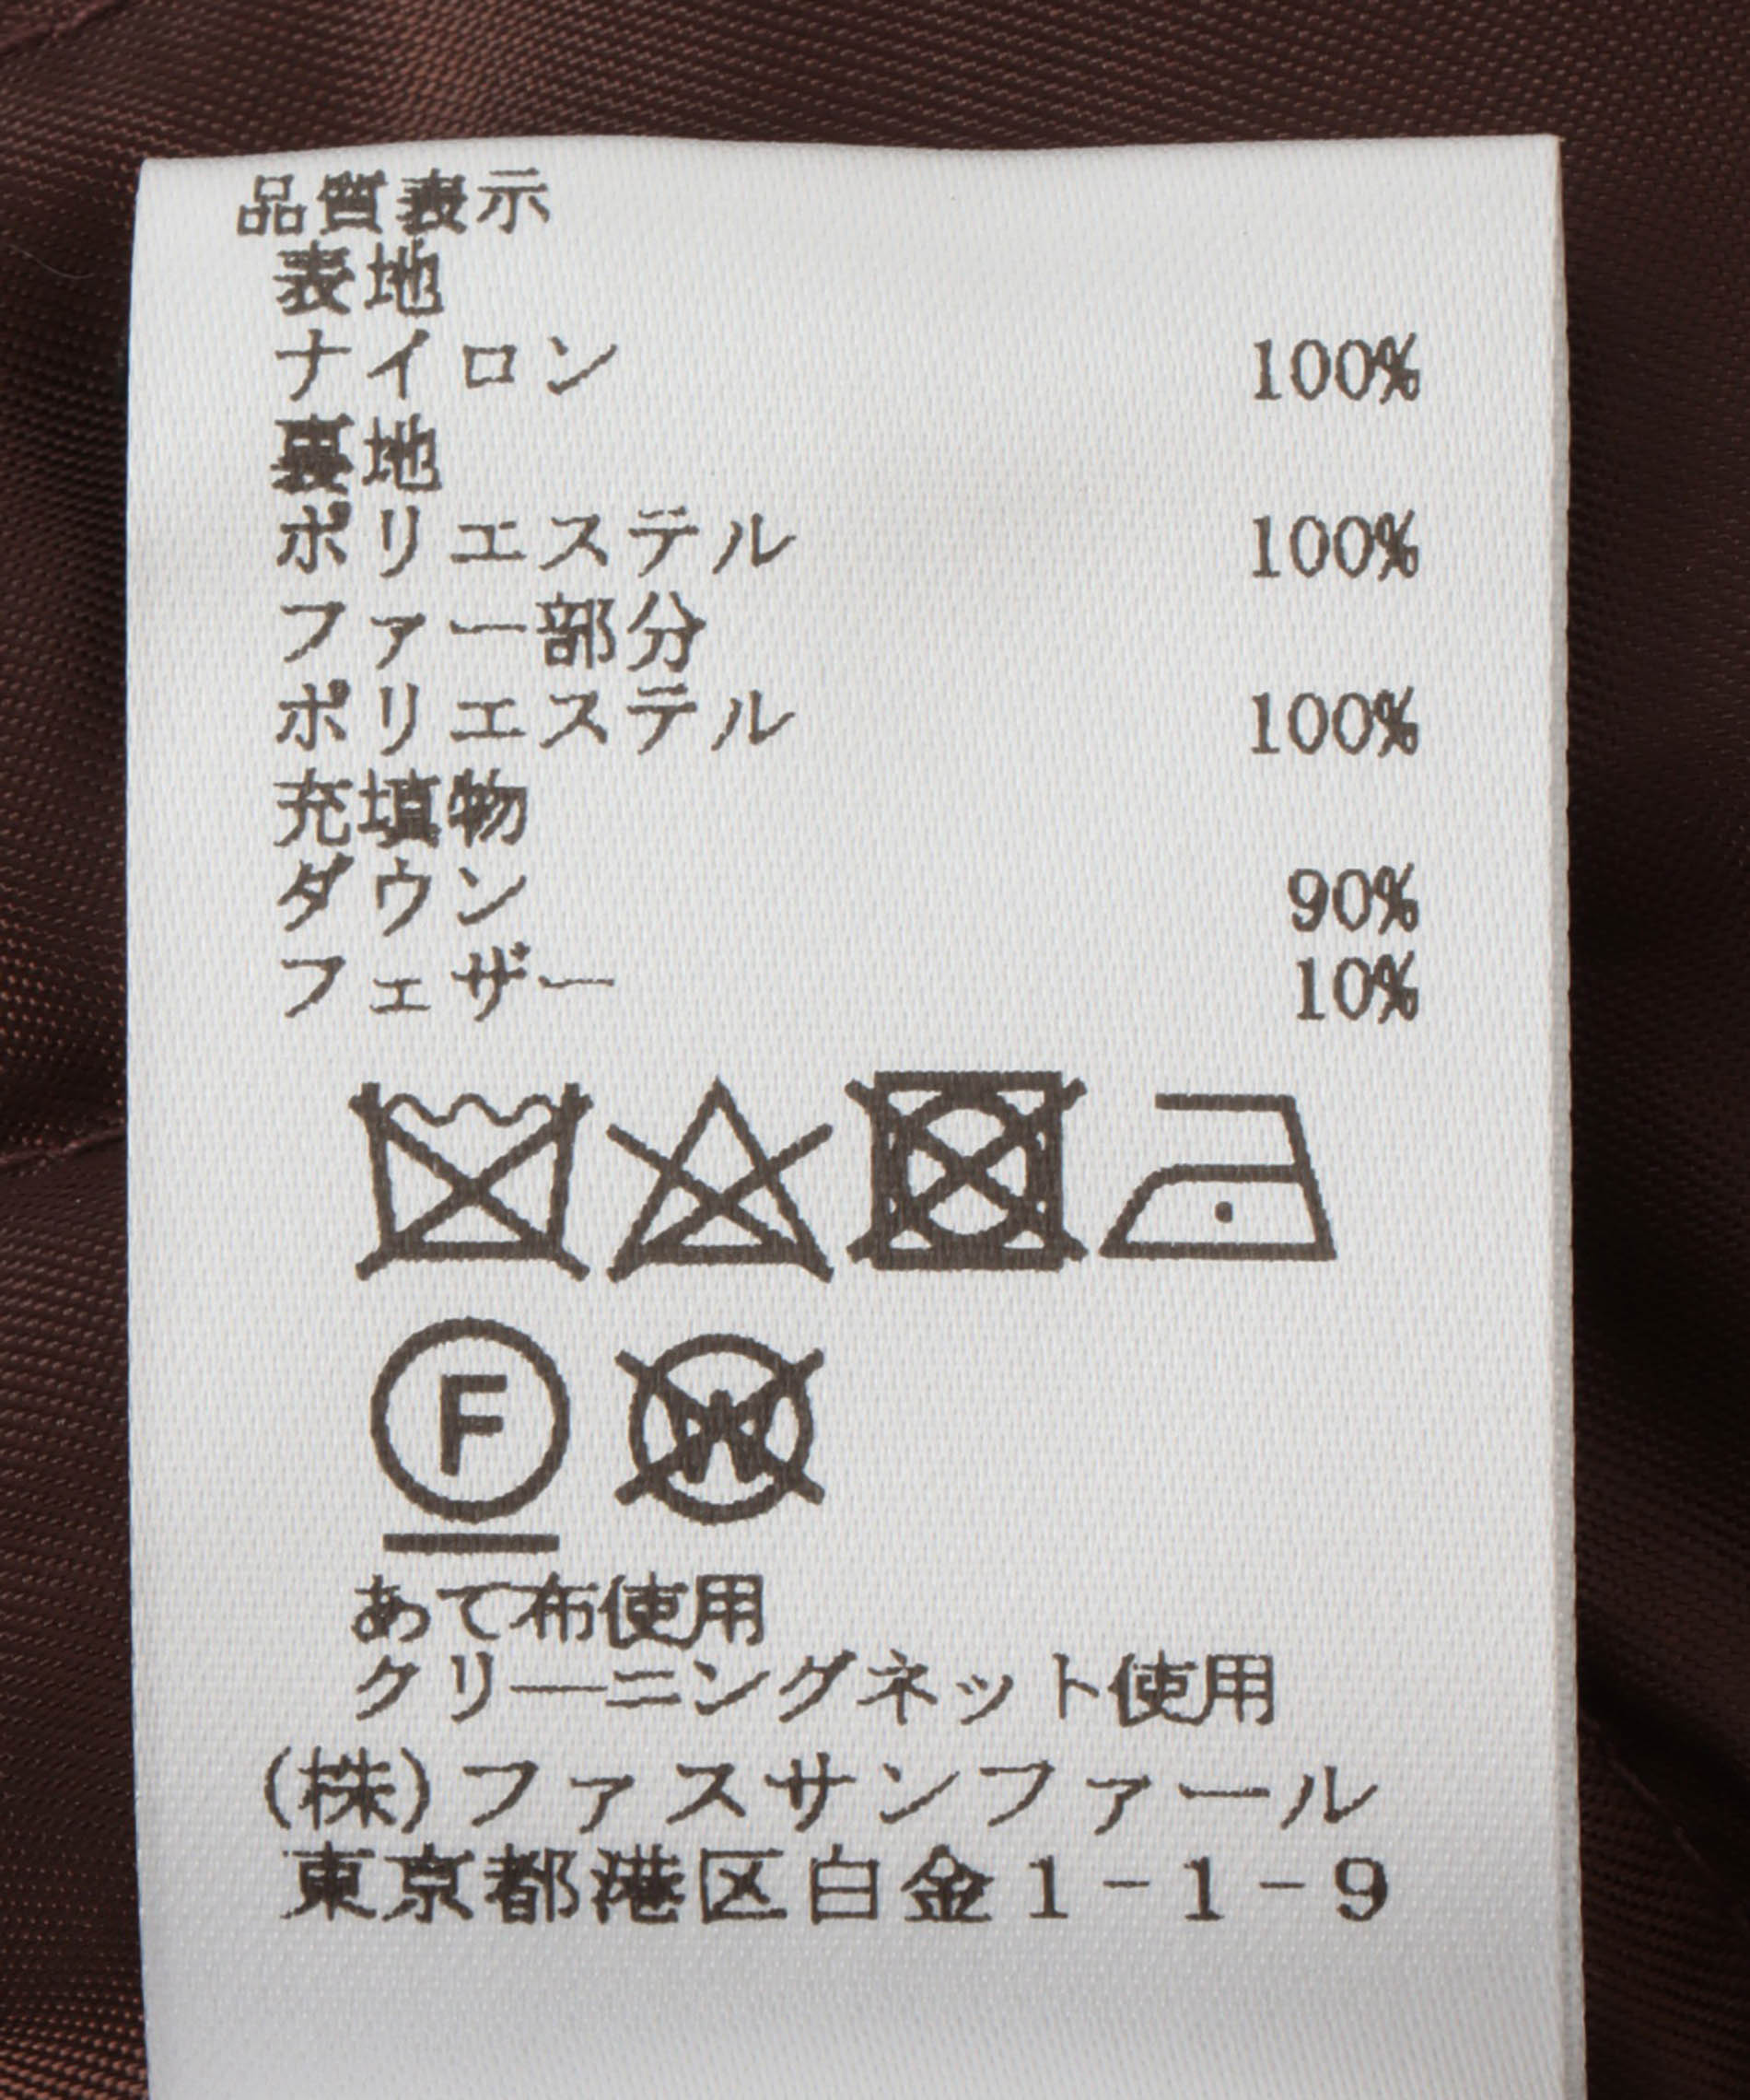 品質表示
表地
ナイロン 100%
裏地
ポリエステル 100%
ファー部分
ポリエステル 100%
充填物
ダウン 90%
フェザー 10%
F W
あて布使用
クリーニングネット使用
(株)ファスサンファール
東京都港区白金1-1-9